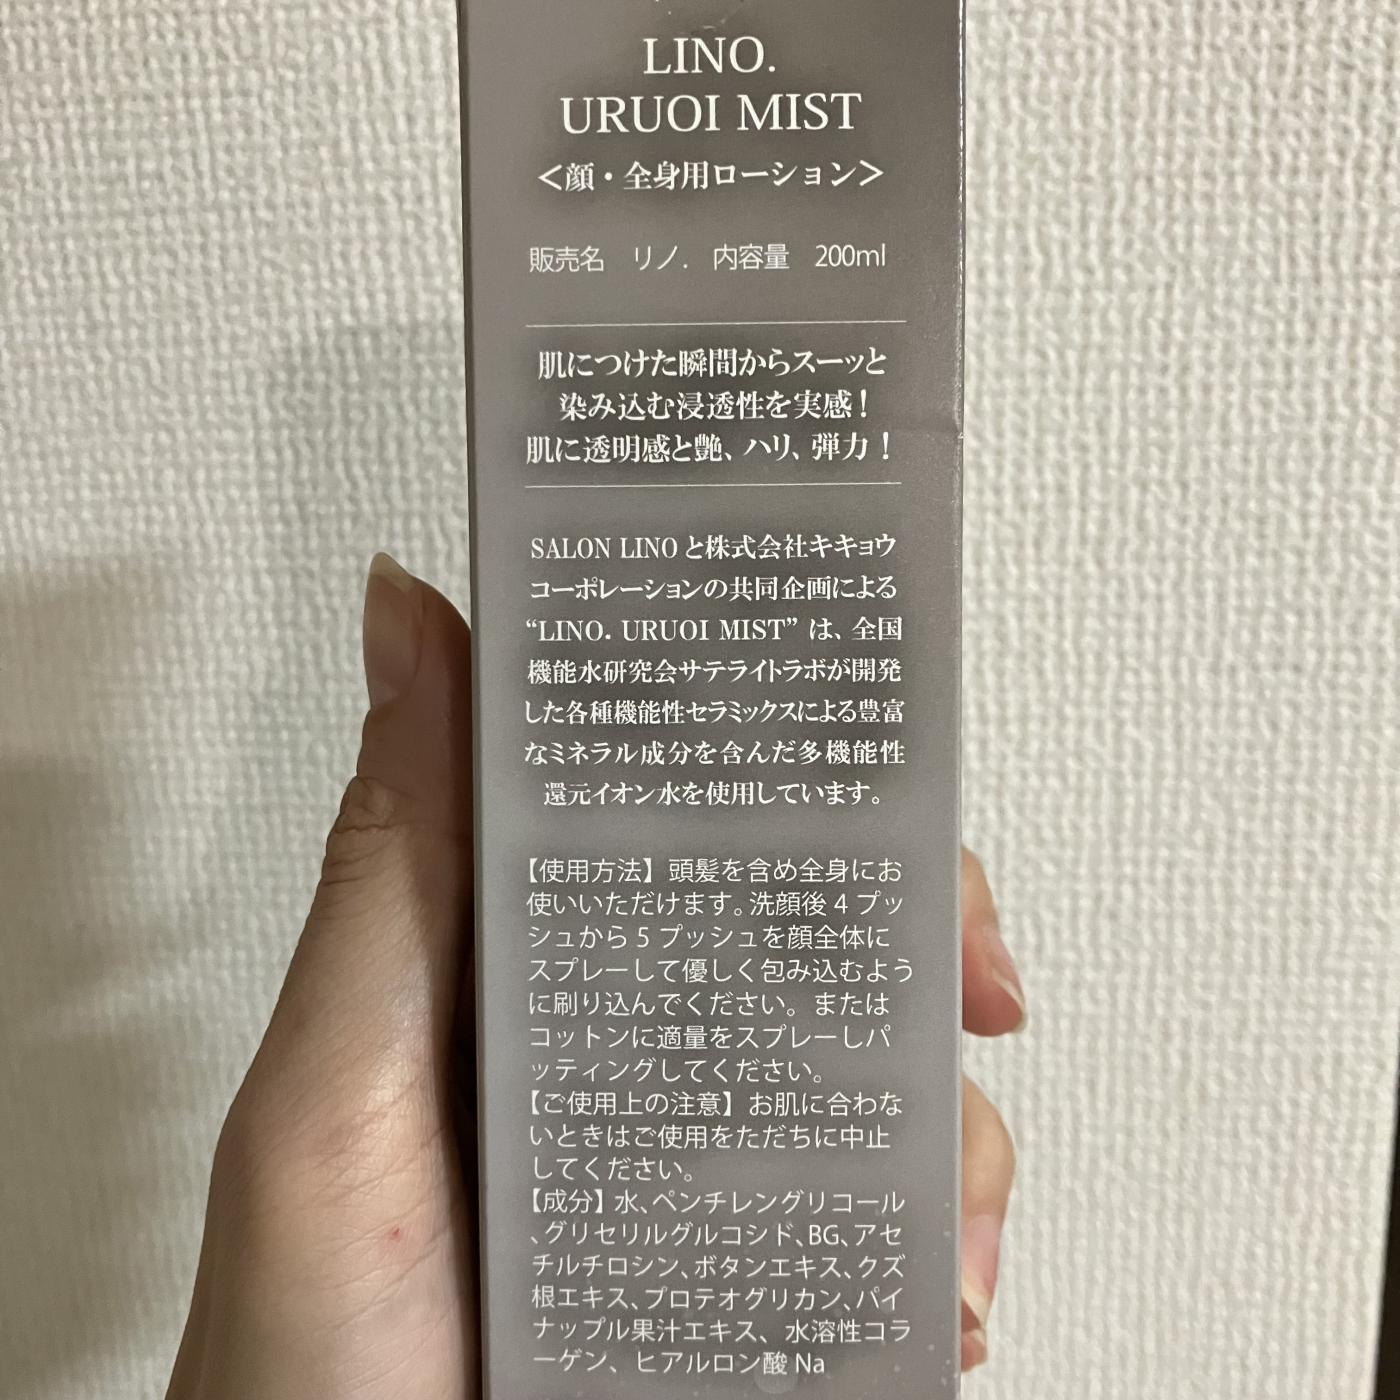 LINO.
URUOI MIST
＜顔・全身用ローション＞
販売名　リノ.　内容量　200ml
肌につけた瞬間からスーッと
染み込む浸透性を実感！
肌に透明感と艶、ハリ、弾力！
SALON LINOと株式会社キキョウ
コーポレーションの共同企画による
“LINO. URUOI MIST” は、全国
機能水研究会サテライトラボが開発
した各種機能性セラミックスによる豊富
なミネラル成分を含んだ多機能性
還元イオン水を使用しています。
【使用方法】頭髪を含め全身にお
使いいただけます。洗顔後４プッ
シュから５プッシュを顔全体に
スプレーして優しく包み込むよう
に刷り込んでください。または
コットンに適量をスプレーしパ
ッティングしてください。
【ご使用上の注意】お肌に合わな
いときはご使用をただちに中止
してください。
【成分】水、ペンチレングリコール
、グリセリルグルコシド、BG、アセ
チルチロシン、ボタンエキス、クズ
根エキス、プロテオグリカン、パイ
ナップル果汁エキス、水溶性コラ
ーゲン、ヒアルロン酸 Na